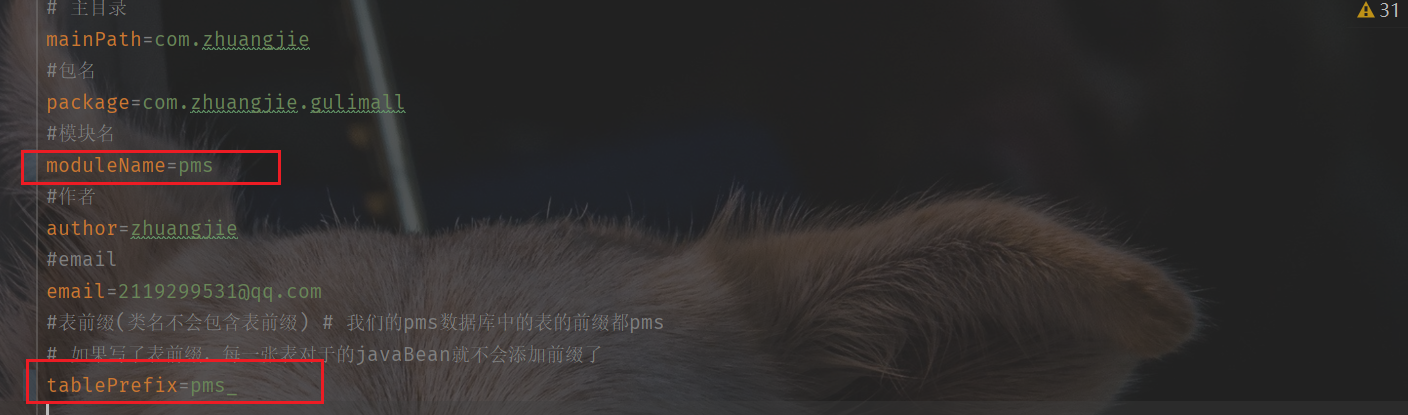 # 主目录
31
mainPath=com.zhuangjie
#包名
package=com.zhuangjie.gulimall
#模块名
moduleName=pms
#作者
author=zhuangjie
#email
email=2119299531@qq.com
#表前缀(类名不会包含表前缀) # 我们的pms数据库中的表的前缀都pms
# 如果写了表前缀，每一张表对于的javaBean就不会添加前缀了
tablePrefix=pms_